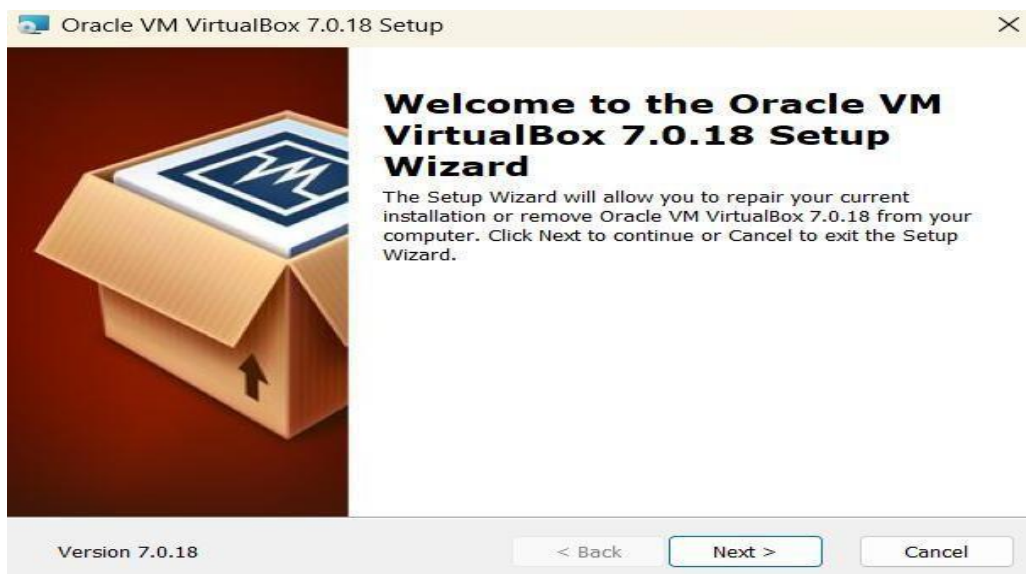 Oracle VM VirtualBox 7.0.18 Setup
Welcome to the Oracle VM
VirtualBox 7.0.18 Setup
Wizard
The Setup Wizard will allow you to repair your current
installation or remove Oracle VM VirtualBox 7.0.18 from your
computer. Click Next to continue or Cancel to exit the Setup
Wizard.
Version 7.0.18
< Back
Next >
Cancel